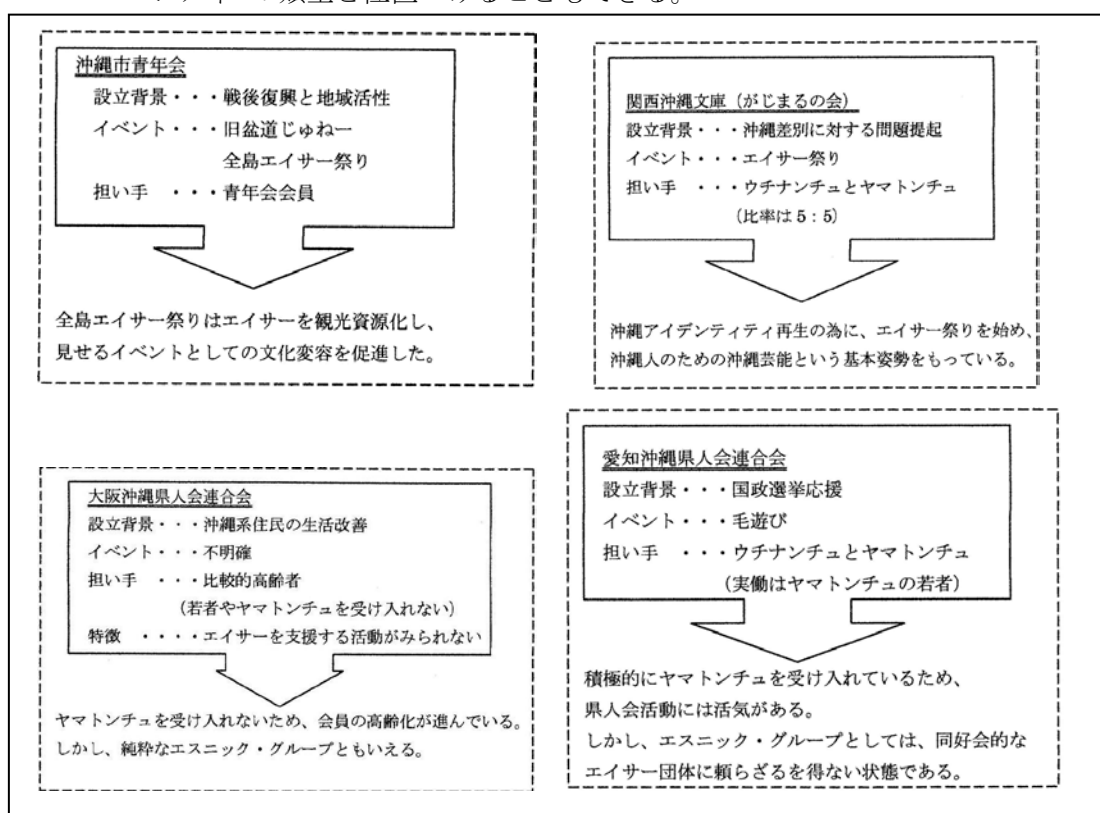 沖縄市青年会
設立背景・・・戦後復興と地域活性
イベント・・・旧盆道じゅねー
全島エイサー祭り
担い手 ・・・青年会会員
全島エイサー祭りはエイサーを観光資源化し、
見せるイベントとしての文化変容を促進した。
関西沖縄文庫(がじまるの会)
設立背景・・・沖縄差別に対する問題提起
イベント・・・エイサー祭り
担い手 ・・・ウチナンチュとヤマトンチュ
(比率は5:5)
沖縄アイデンティティ再生の為に、エイサー祭りを始め、
沖縄人のための沖縄芸能という基本姿勢をもっている。
大阪沖縄県人会連合会
設立背景・・・沖縄系住民の生活改善
イベント・・・不明確
担い手 ・・・比較的高齢者
(若者やヤマトンチュを受け入れない)
特徴 ・・・・エイサーを支援する活動がみられない
ヤマトンチュを受け入れないため、会員の高齢化が進んでいる。
しかし、純粋なエスニック・グループともいえる。
愛知沖縄県人会連合会
設立背景・・・国政選挙応援
イベント・・・毛遊び
担い手 ・・・ウチナンチュとヤマトンチュ
(実働はヤマトンチュの若者)
積極的にヤマトンチュを受け入れているため、
県人会活動には活気がある。
しかし、エスニック・グループとしては、同好会的な
エイサー団体に頼らざるを得ない状態である。